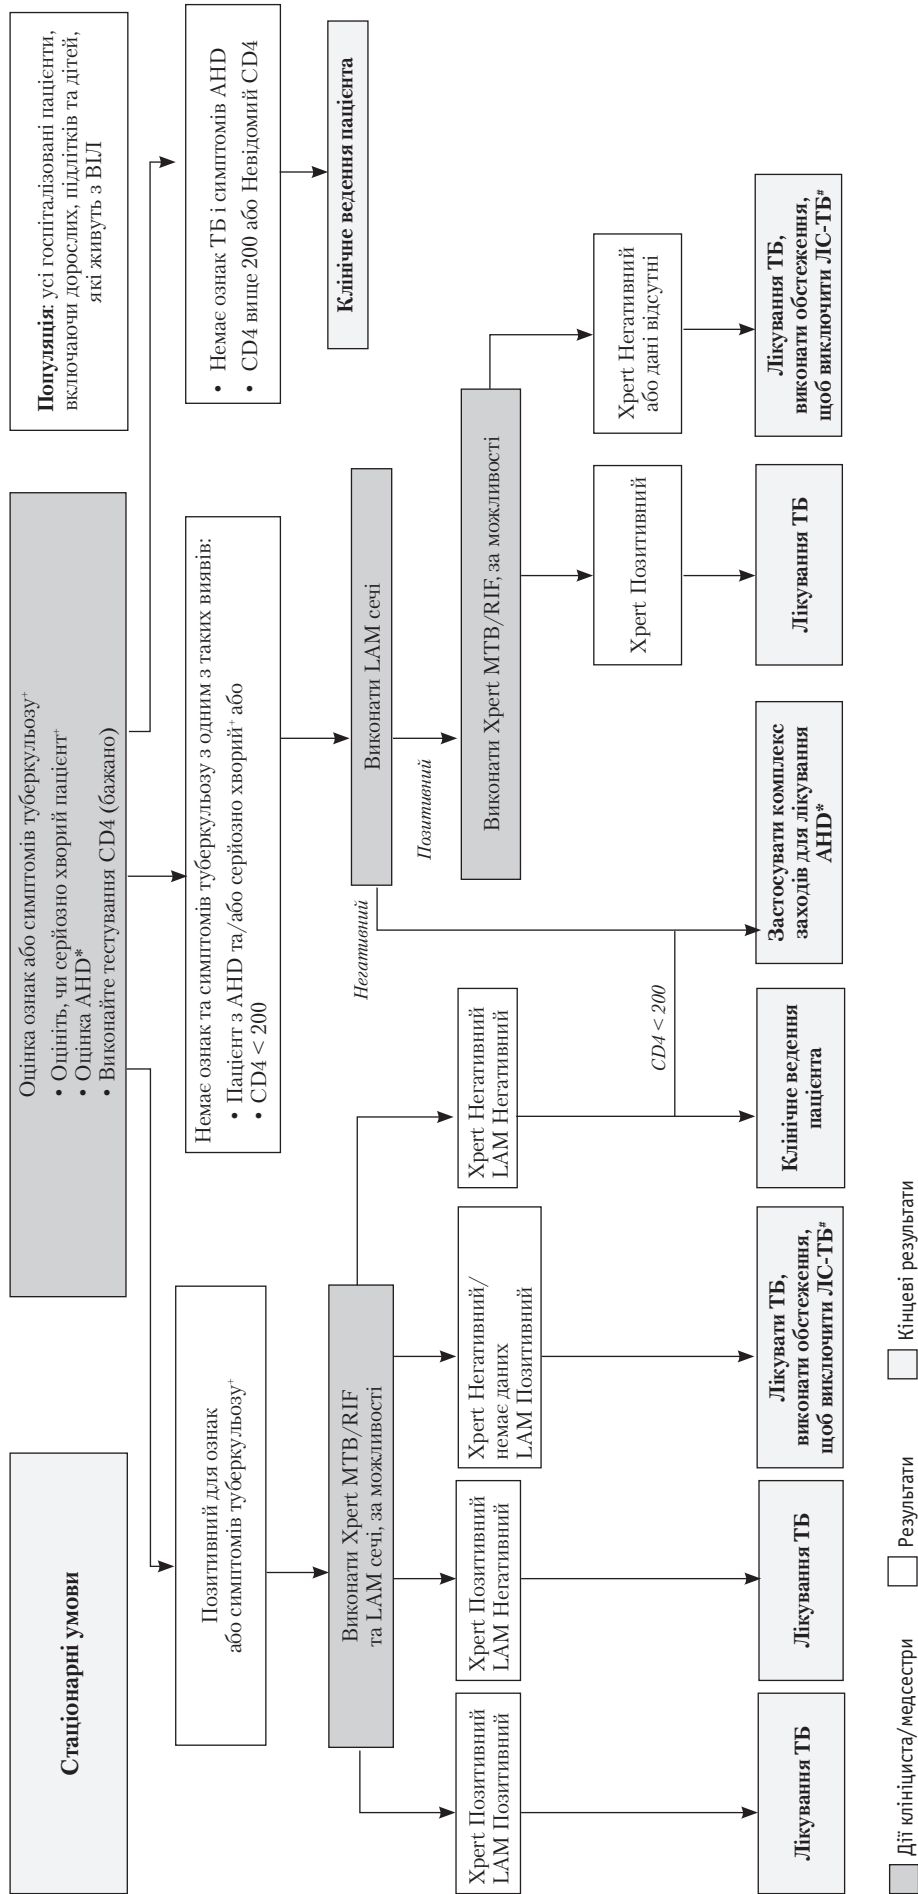 Стаціонарні умови
Оцінка ознак або симптомів туберкульозу⁺
• Оцініть, чи серйозно хворий пацієнт⁺
• Оцінка AHD*
• Виконайте тестування CD4 (бажано)
Популяція: усі госпіталізовані пацієнти,
включаючи дорослих, підлітків та дітей,
які живуть з ВІЛ
Позитивний для ознак
або симптомів туберкульозу⁺
Немає ознак та симптомів туберкульозу з одним з таких виявів:
• Пацієнт з AHD та/або серйозно хворий⁺ або
• CD4 < 200
• Немає ознак ТБ і симптомів AHD
• CD4 вище 200 або Невідомий CD4
Виконати Xpert MTB/RIF
та LAM сечі, за можливості
Виконати LAM сечі
Клінічне ведення пацієнта
Негативний
Позитивний
Xpert Позитивний
LAM Позитивний
Xpert Позитивний
LAM Негативний
Xpert Негативний/
немає даних
LAM Позитивний
Xpert Негативний
LAM Негативний
Виконати Xpert MTB/RIF, за можливості
CD4 < 200
Xpert Позитивний
Xpert Негативний
або дані відсутні
Лікування ТБ
Лікування ТБ
Лікувати ТБ,
виконати обстеження,
щоб виключити ЛС-ТБ#
Клінічне ведення
пацієнта
Застосувати комплекс
заходів для лікування
AHD*
Лікування ТБ
Лікування ТБ,
виконати обстеження,
щоб виключити ЛС-ТБ#
Дії клініциста/медсестри
Результати
Кінцеві результати